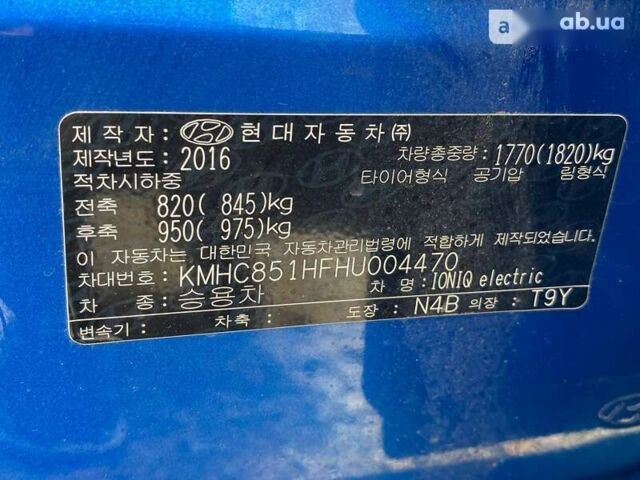 ab.ua
제 작 자 : 현대자동차㈜
제작년도 : 2016 차량총중량 : 1770(1820)kg
적차시하중 타이어형식 공기압 림형식
전축 820( 845)kg
후축 950( 975)kg
이 자동차는 대한민국 자동차관리법령에 적합하게 제작되었습니다.
차대번호 : KMHC851HFHU004470
차 종 : 승용차 차 명 : IONIQ electric
변속기 : 차축 : 도장 : N4B 의장 : T9Y